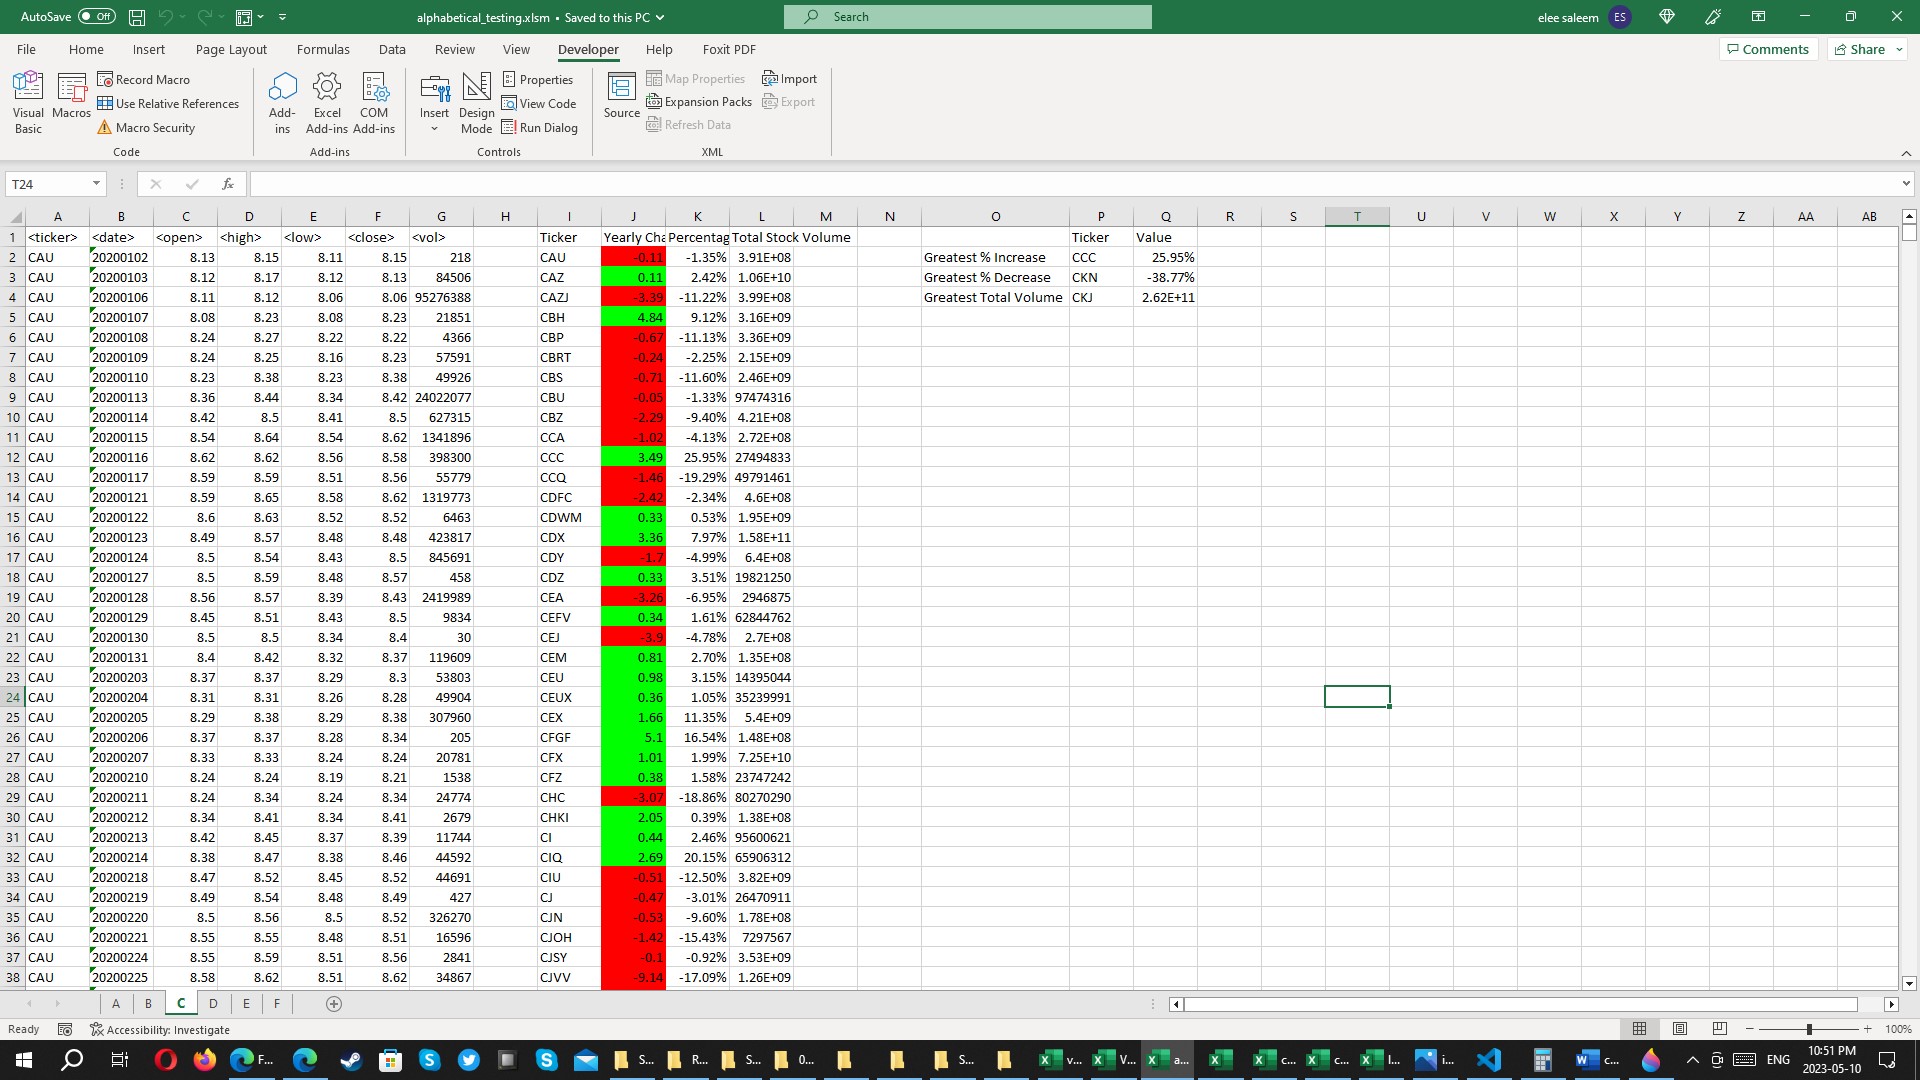 AutoSave Off alphabetical_testing.xlsm • Saved to this PC Search elee saleem ES
File Home Insert Page Layout Formulas Data Review View Developer Help Foxit PDF Comments Share
Visual Basic Macros Record Macro Use Relative References Macro Security Code
Add-ins Excel Add-ins COM Add-ins Add-ins
Insert Design Mode Properties View Code Run Dialog Controls
Source Map Properties Expansion Packs Refresh Data Import Export XML
T24 fx
A B C D E F G H I J K L M N O P Q R S T U V W X Y Z AA AB
1 <ticker> <date> <open> <high> <low> <close> <vol> Ticker Yearly Cha Percentag Total Stock Volume Ticker Value
2 CAU 20200102 8.13 8.15 8.11 8.15 218 CAU -0.11 -1.35% 3.91E+08 Greatest % Increase CCC 25.95%
3 CAU 20200103 8.12 8.17 8.12 8.13 84506 CAZ 0.11 2.42% 1.06E+10 Greatest % Decrease CKN -38.77%
4 CAU 20200106 8.11 8.12 8.06 8.06 95276388 CAZJ -3.39 -11.22% 3.99E+08 Greatest Total Volume CKJ 2.62E+11
5 CAU 20200107 8.08 8.23 8.08 8.23 21851 CBH 4.84 9.12% 3.16E+09
6 CAU 20200108 8.24 8.27 8.22 8.22 4366 CBP -0.67 -11.13% 3.36E+09
7 CAU 20200109 8.24 8.25 8.16 8.23 57591 CBRT -0.24 -2.25% 2.15E+09
8 CAU 20200110 8.23 8.38 8.23 8.38 49926 CBS -0.71 -11.60% 2.46E+09
9 CAU 20200113 8.36 8.44 8.34 8.42 24022077 CBU -0.05 -1.33% 97474316
10 CAU 20200114 8.42 8.5 8.41 8.5 627315 CBZ -2.29 -9.40% 4.21E+08
11 CAU 20200115 8.54 8.64 8.54 8.62 1341896 CCA -1.02 -4.13% 2.72E+08
12 CAU 20200116 8.62 8.62 8.56 8.58 398300 CCC 3.49 25.95% 27494833
13 CAU 20200117 8.59 8.59 8.51 8.56 55779 CCQ -1.46 -19.29% 49791461
14 CAU 20200121 8.59 8.65 8.58 8.62 1319773 CDFC -2.42 -2.34% 4.6E+08
15 CAU 20200122 8.6 8.63 8.52 8.52 6463 CDWM 0.33 0.53% 1.95E+09
16 CAU 20200123 8.49 8.57 8.48 8.48 423817 CDX 3.36 7.97% 1.58E+11
17 CAU 20200124 8.5 8.54 8.43 8.5 845691 CDY -1.7 -4.99% 6.4E+08
18 CAU 20200127 8.5 8.59 8.48 8.57 458 CDZ 0.33 3.51% 19821250
19 CAU 20200128 8.56 8.57 8.39 8.43 2419989 CEA -3.26 -6.95% 2946875
20 CAU 20200129 8.45 8.51 8.43 8.5 9834 CEFV 0.34 1.61% 62844762
21 CAU 20200130 8.5 8.5 8.34 8.4 30 CEJ -3.9 -4.78% 2.7E+08
22 CAU 20200131 8.4 8.42 8.32 8.37 119609 CEM 0.81 2.70% 1.35E+08
23 CAU 20200203 8.37 8.37 8.29 8.3 53803 CEU 0.98 3.15% 14395044
24 CAU 20200204 8.31 8.31 8.26 8.28 49904 CEUX 0.36 1.05% 35239991
25 CAU 20200205 8.29 8.38 8.29 8.38 307960 CEX 1.66 11.35% 5.4E+09
26 CAU 20200206 8.37 8.37 8.28 8.34 205 CFGF 5.1 16.54% 1.48E+08
27 CAU 20200207 8.33 8.33 8.24 8.24 20781 CFX 1.01 1.99% 7.25E+10
28 CAU 20200210 8.24 8.24 8.19 8.21 1538 CFZ 0.38 1.58% 23747242
29 CAU 20200211 8.24 8.34 8.24 8.34 24774 CHC -3.07 -18.86% 80270290
30 CAU 20200212 8.34 8.41 8.34 8.41 2679 CHKI 2.05 0.39% 1.38E+08
31 CAU 20200213 8.42 8.45 8.37 8.39 11744 CI 0.44 2.46% 95600621
32 CAU 20200214 8.38 8.47 8.38 8.46 44592 CIQ 2.69 20.15% 65906312
33 CAU 20200218 8.47 8.52 8.45 8.52 44691 CIU -0.51 -12.50% 3.82E+09
34 CAU 20200219 8.49 8.54 8.48 8.49 427 CJ -0.47 -3.01% 26470911
35 CAU 20200220 8.5 8.56 8.5 8.52 326270 CJN -0.53 -9.60% 1.78E+08
36 CAU 20200221 8.55 8.55 8.48 8.51 16596 CJOH -1.42 -15.43% 7297567
37 CAU 20200224 8.55 8.59 8.51 8.56 2841 CJSY -0.1 -0.92% 3.53E+09
38 CAU 20200225 8.58 8.62 8.51 8.62 34867 CJVV -9.14 -17.09% 1.26E+09
A B C D E F
Ready Accessibility: Investigate 100%
F... S... R... S... 0... S... v... V... a... c... c... I... i... c... ENG 10:51 PM
2023-05-10